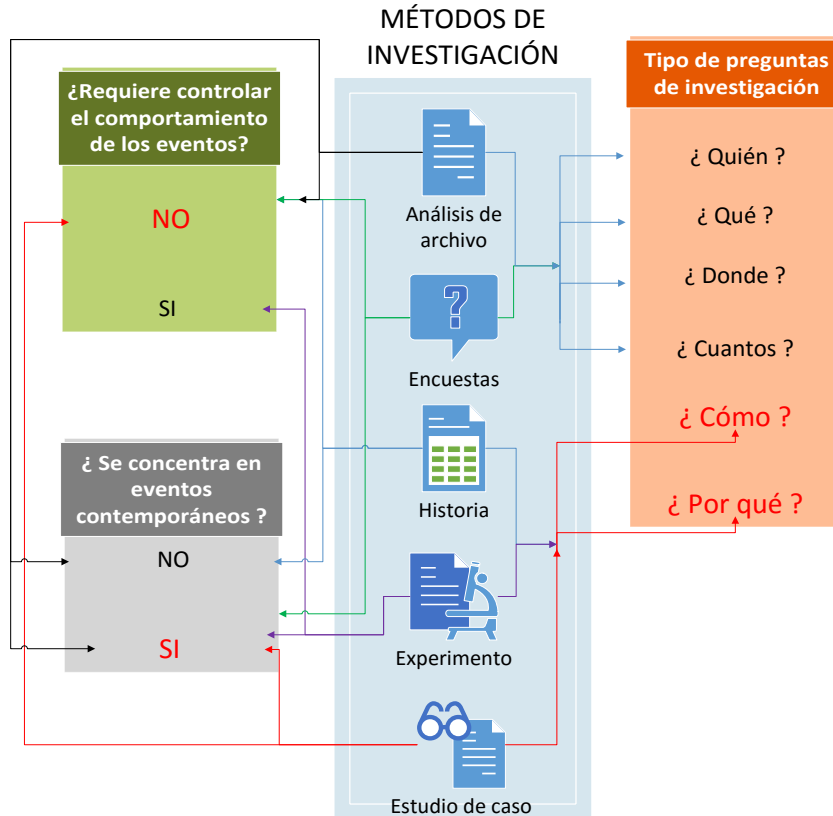 MÉTODOS DE
INVESTIGACIÓN
¿Requiere controlar
el comportamiento
de los eventos?
NO
SI
¿ Se concentra en
eventos
contemporáneos ?
NO
SI
Análisis de
archivo
?
Encuestas
Historia
Experimento
Estudio de caso
Tipo de preguntas
de investigación
¿ Quién ?
¿ Qué ?
¿ Donde ?
¿ Cuantos ?
¿ Cómo ?
¿ Por qué ?